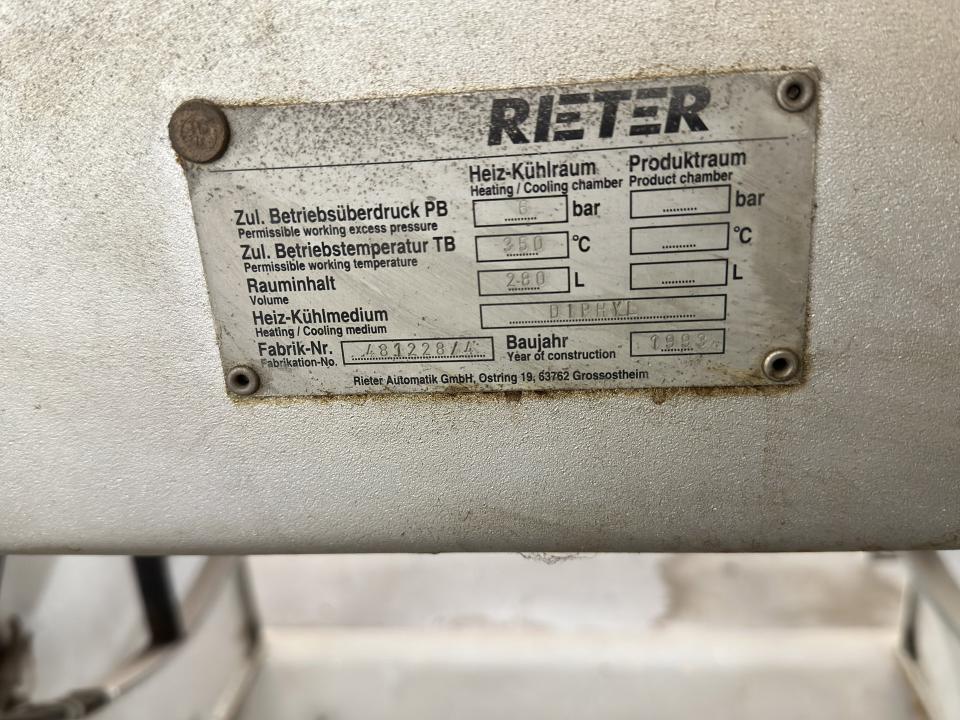 RIETER
Heiz-Kühlraum Produktraum
Heating / Cooling chamber Product chamber
Zul. Betriebsüberdruck PB 6 bar bar
Permissible working excess pressure
Zul. Betriebstemperatur TB 350 °C °C
Permissible working temperature
Rauminhalt 280 L L
Volume
Heiz-Kühlmedium DIPHYL
Heating / Cooling medium
Fabrik-Nr. 481228/4 Baujahr 1993
Fabrikation-No. Year of construction
Rieter Automatik GmbH, Ostring 19, 63762 Grossostheim